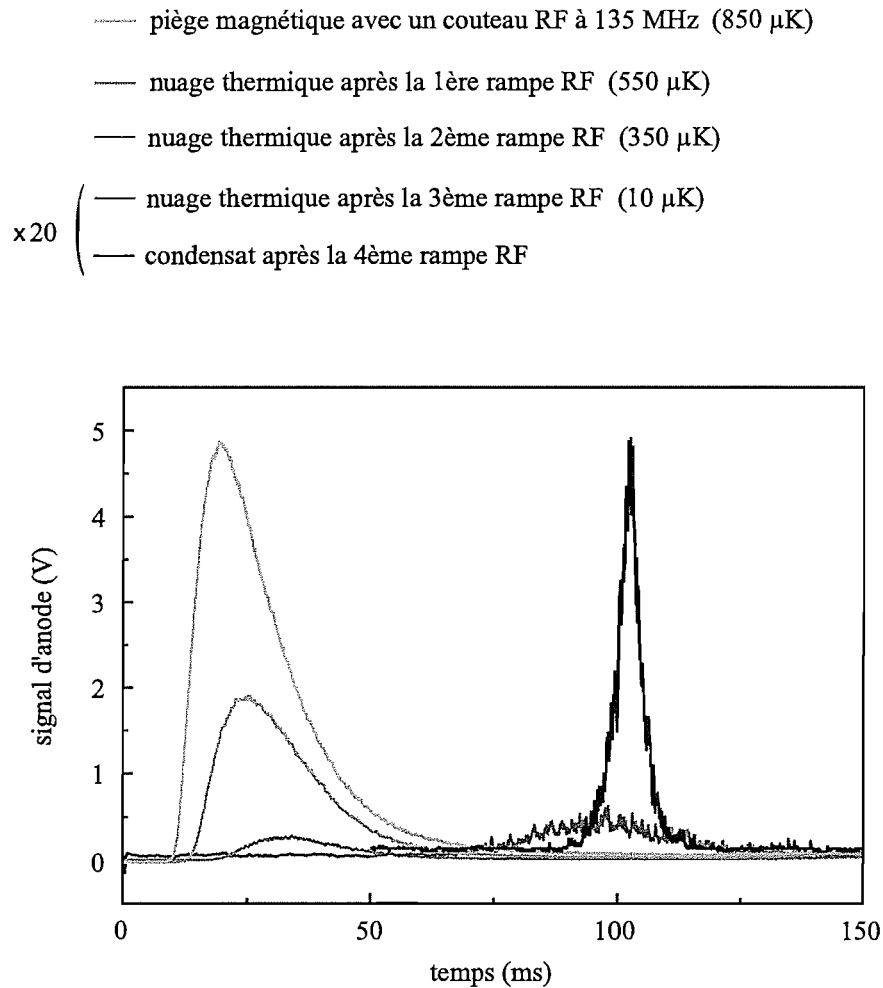 piège magnétique avec un couteau RF à 135 MHz (850 µK)
nuage thermique après la 1ère rampe RF (550 µK)
nuage thermique après la 2ème rampe RF (350 µK)
nuage thermique après la 3ème rampe RF (10 µK)
x20
condensat après la 4ème rampe RF
5
4
3
2
1
0
signal d'anode (V)
0 50 100 150
temps (ms)